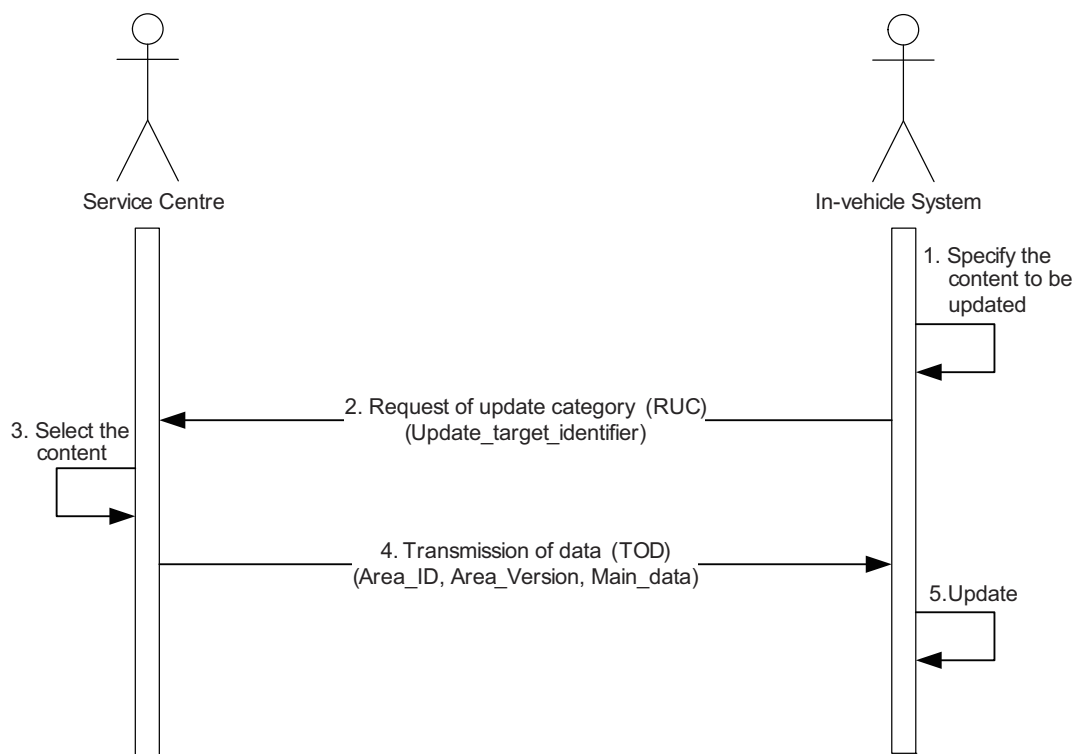 Service Centre
In-vehicle System
1. Specify the
content to be
updated
2. Request of update category (RUC)
(Update_target_identifier)
3. Select the
content
4. Transmission of data (TOD)
(Area_ID, Area_Version, Main_data)
5.Update